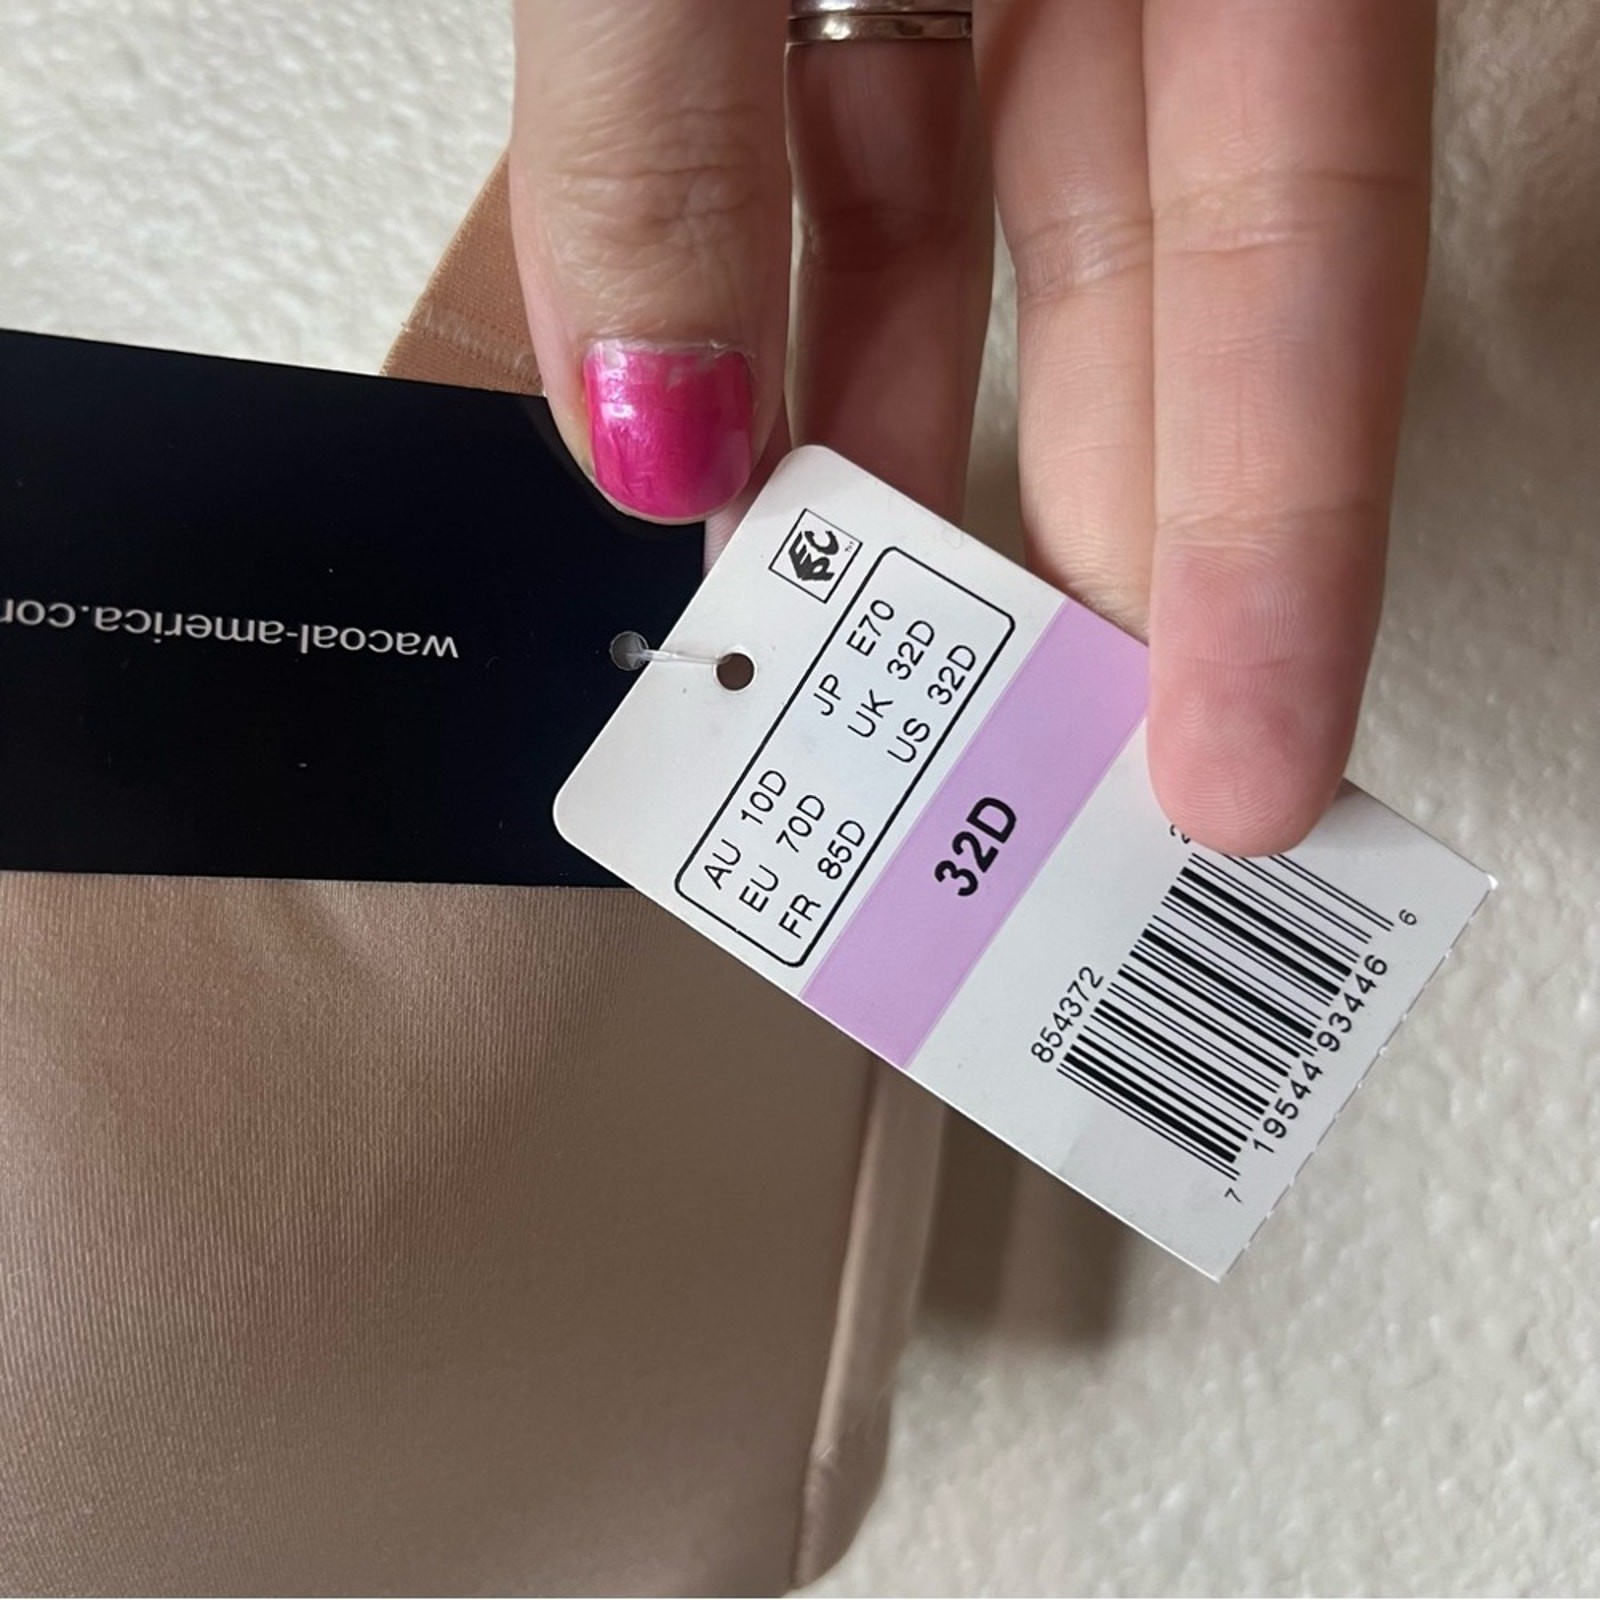 wacoal-america.co
AU 10D JP E70
EU 70D UK 32D
FR 85D US 32D
32D
854372
7 19544 93446 6